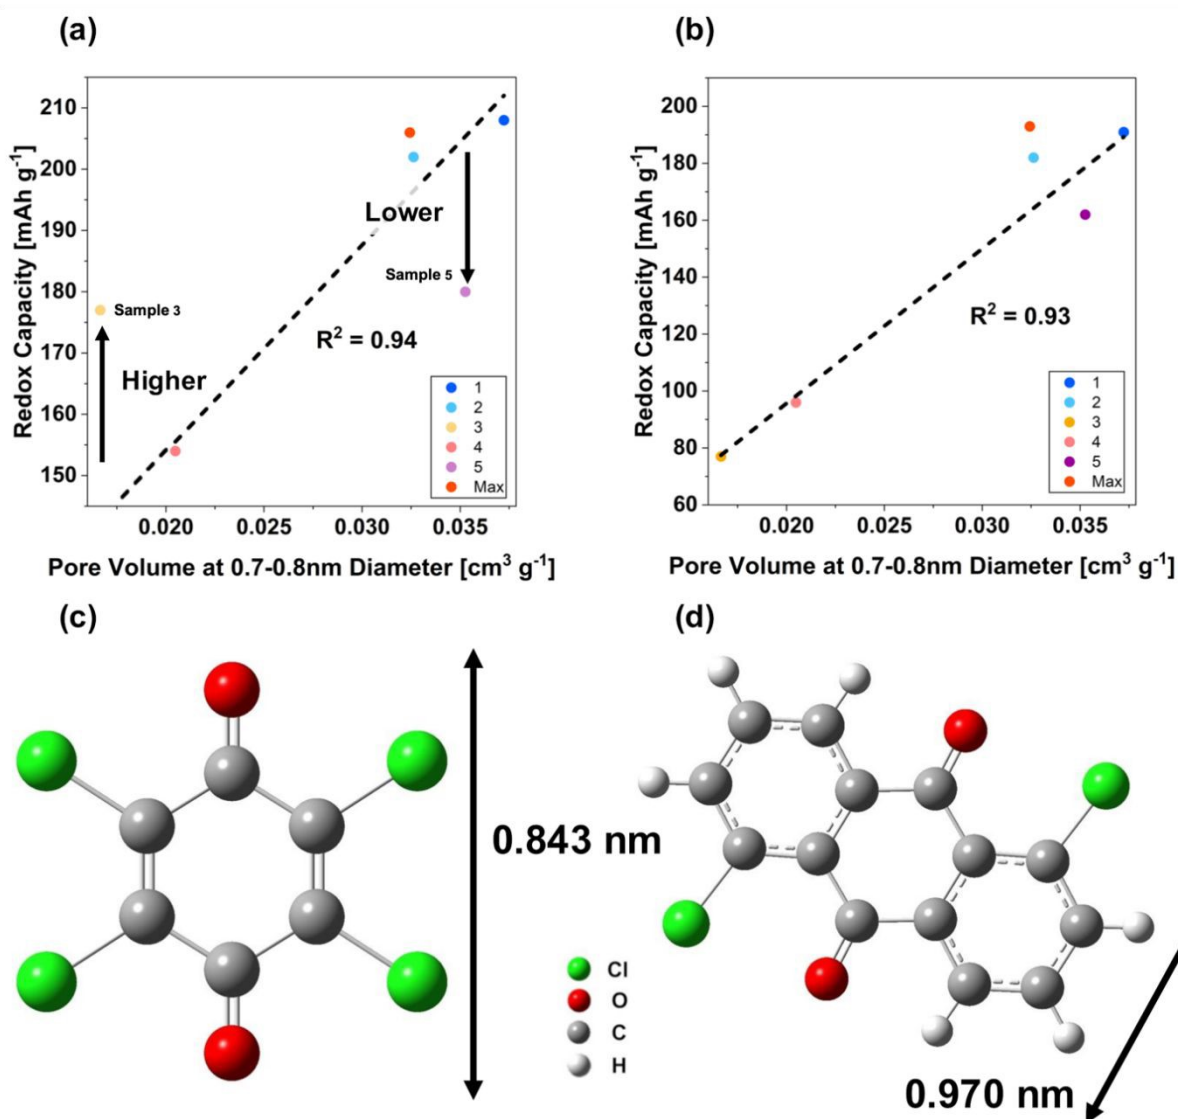 (a)
210
200
190
180
170
160
150
Redox Capacity [mAh g⁻¹]
Lower
Sample 5
Sample 3
R² = 0.94
Higher
1
2
3
4
5
Max
0.020 0.025 0.030 0.035
Pore Volume at 0.7-0.8nm Diameter [cm³ g⁻¹]
(b)
200
180
160
140
120
100
80
60
Redox Capacity [mAh g⁻¹]
R² = 0.93
1
2
3
4
5
Max
0.020 0.025 0.030 0.035
Pore Volume at 0.7-0.8nm Diameter [cm³ g⁻¹]
(c)
0.843 nm
(d)
Cl
O
C
H
0.970 nm